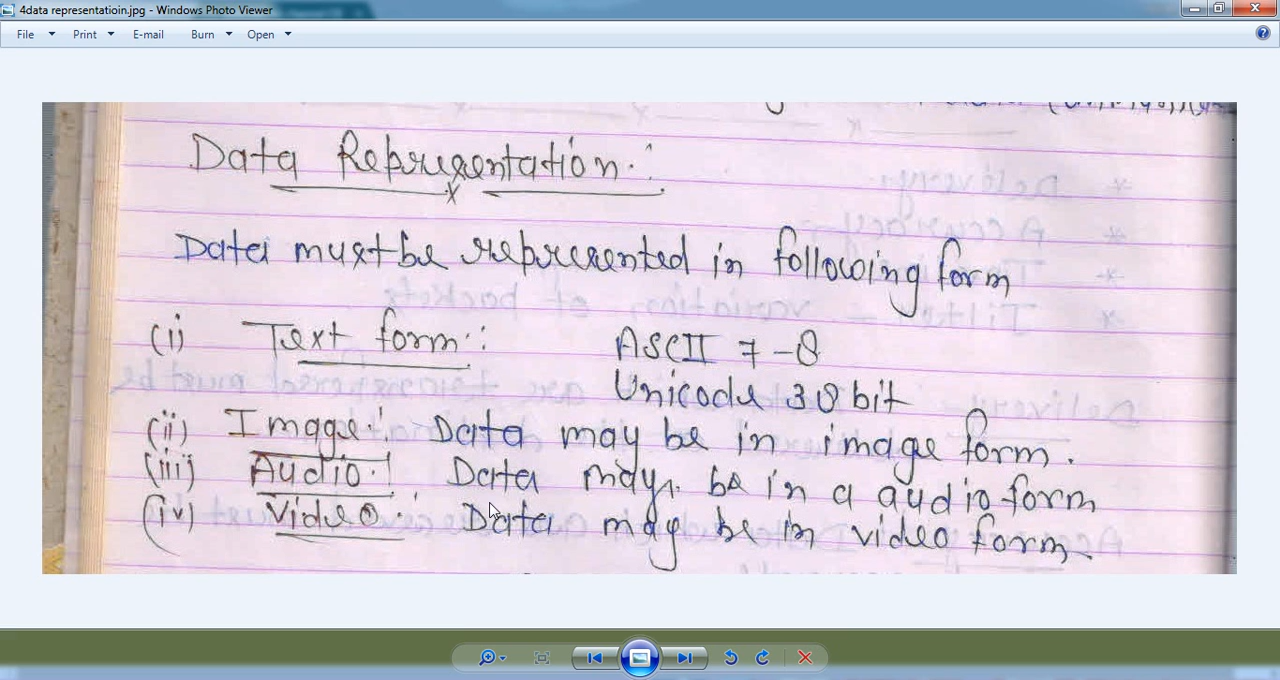 4data representatioin.jpg - Windows Photo Viewer
File Print E-mail Burn Open
Data Representation:
Data must be represented in following form
(i) Text form: ASCII 7-8
Unicode 30 bit
(ii) Image: Data may be in image form.
(iii) Audio: Data may be in a audio form
(iv) Video: Data may be in video form.